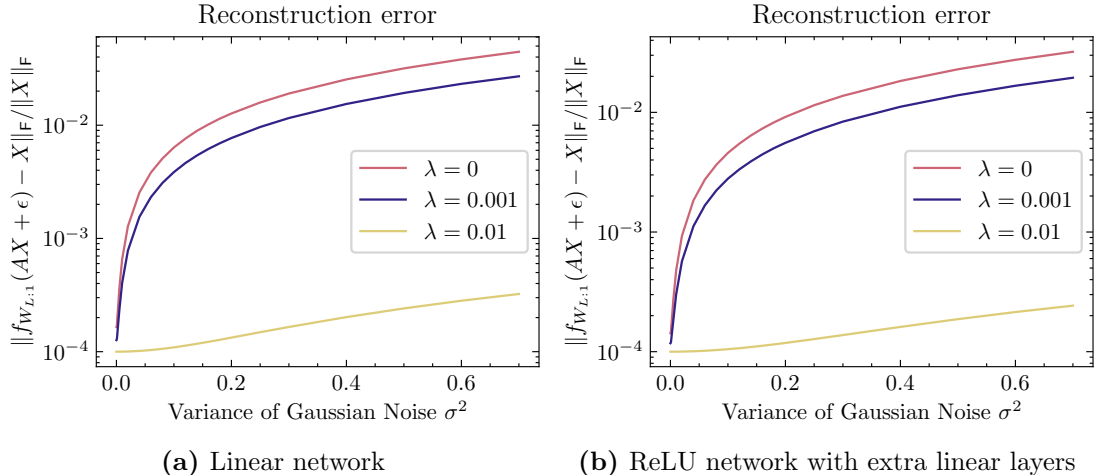 Reconstruction error
‖f_{W_{L:1}}(AX + ϵ) − X‖_F/‖X‖_F
10^{−2}
10^{−3}
10^{−4}
λ = 0
λ = 0.001
λ = 0.01
0.0 0.2 0.4 0.6
Variance of Gaussian Noise σ^2
(a) Linear network
Reconstruction error
‖f_{W_{L:1}}(AX + ϵ) − X‖_F/‖X‖_F
10^{−2}
10^{−3}
10^{−4}
λ = 0
λ = 0.001
λ = 0.01
0.0 0.2 0.4 0.6
Variance of Gaussian Noise σ^2
(b) ReLU network with extra linear layers